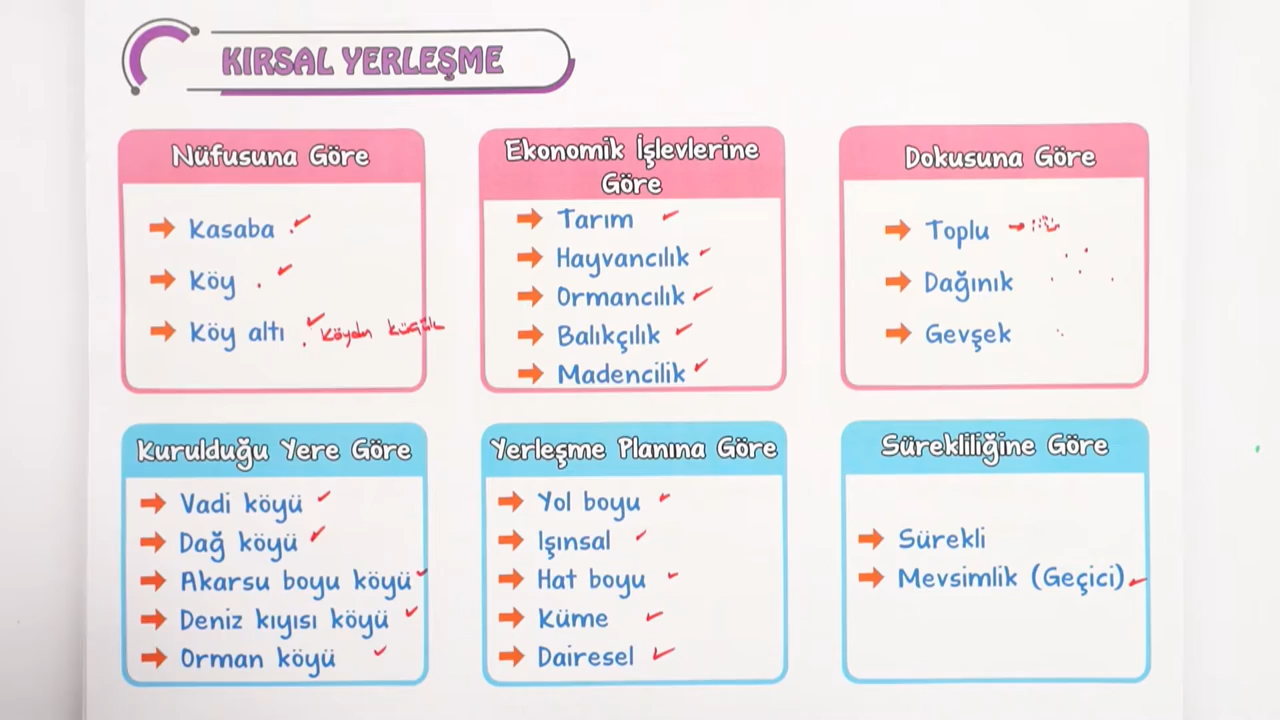 KIRSAL YERLEŞME
Nüfusuna Göre
Kasaba
Köy
Köy altı
köyden küçük
Ekonomik İşlevlerine
Göre
Tarım
Hayvancılık
Ormancılık
Balıkçılık
Madencilik
Dokusuna Göre
Toplu
Dağınık
Gevşek
Kurulduğu Yere Göre
Vadi köyü
Dağ köyü
Akarsu boyu köyü
Deniz kıyısı köyü
Orman köyü
Yerleşme Planına Göre
Yol boyu
Işınsal
Hat boyu
Küme
Dairesel
Sürekliliğine Göre
Sürekli
Mevsimlik (Geçici)